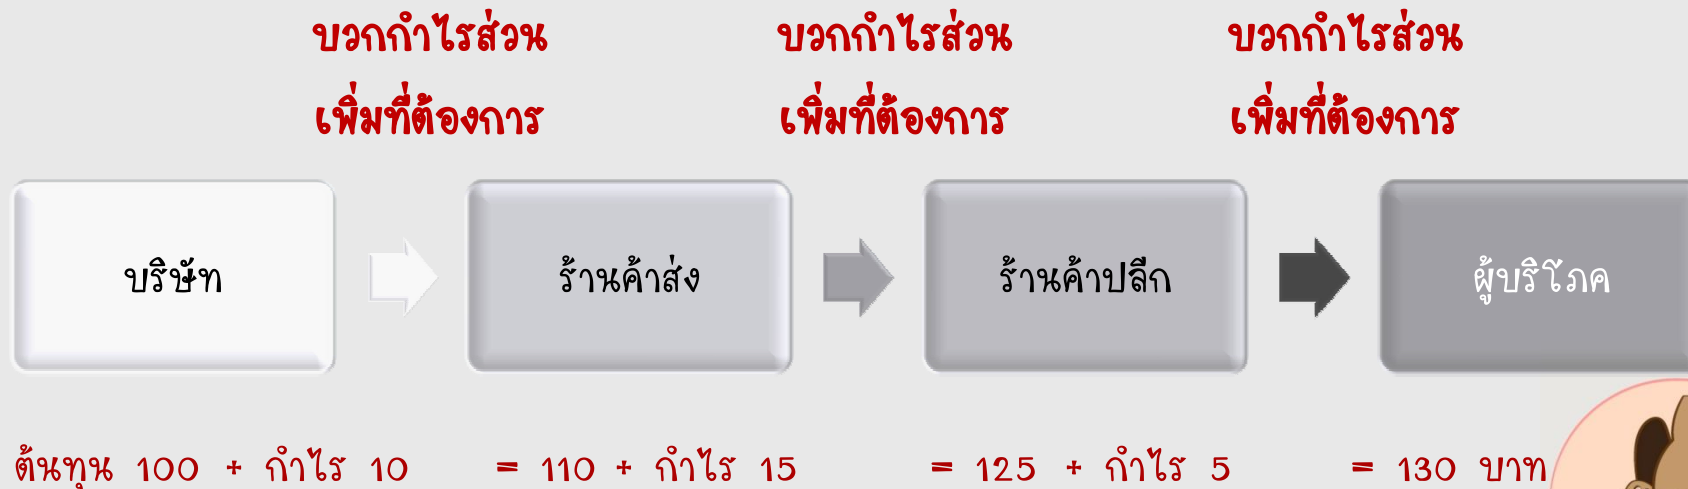 บวกกำไรส่วน
เพิ่มที่ต้องการ
บวกกำไรส่วน
เพิ่มที่ต้องการ
บวกกำไรส่วน
เพิ่มที่ต้องการ
บริษัท
ร้านค้าส่ง
ร้านค้าปลีก
ผู้บริโภค
ต้นทุน 100 + กำไร 10 = 110 + กำไร 15 = 125 + กำไร 5 = 130 บาท